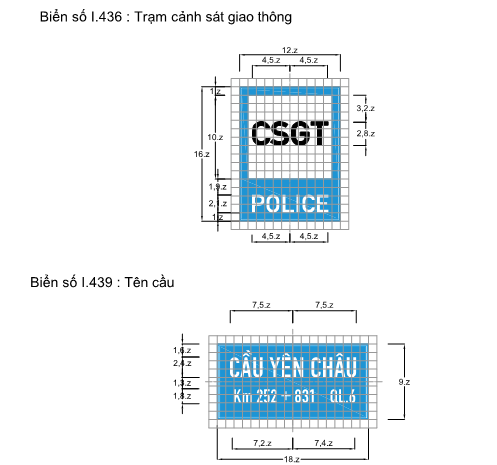 Biển số I.436 : Trạm cảnh sát giao thông
12.z
4,5.z 4,5.z
1.z
3,2.z
CSGT
2,8.z
10.z
16.z
1,9.z
2,1.z
POLICE
1.z
4,5.z 4,5.z
Biển số I.439 : Tên cầu
7,5.z 7,5.z
1,6.z
CẦU YÊN CHÂU
2,4.z
1,3.z
9.z
Km 252 + 831 QL.6
7,2.z 7,4.z
18.z